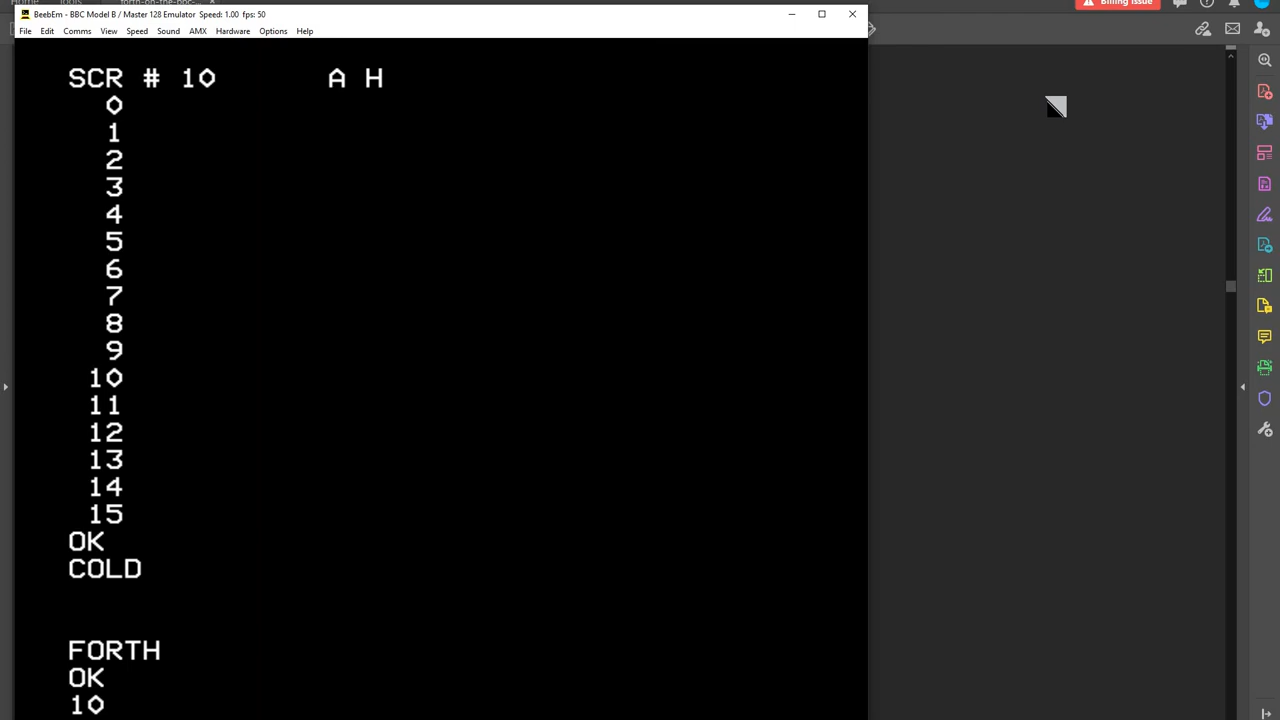 BeebEm - BBC Model B / Master 128 Emulator Speed: 1.00 fps: 50
Billing issue
File Edit Comms View Speed Sound AMX Hardware Options Help
SCR # 10 A H
0
1
2
3
4
5
6
7
8
9
10
11
12
13
14
15
OK
COLD
FORTH
OK
10